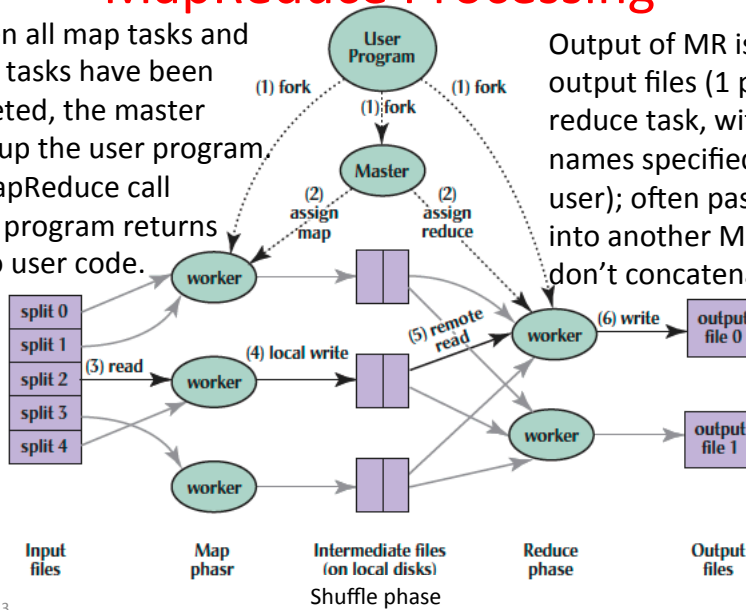 MapReduce Processing
n all map tasks and
tasks have been
eted, the master
up the user program.
apReduce call
program returns
o user code.
Output of MR is
output files (1 p
reduce task, wit
names specified
user); often pas
into another M
don't concatena
User
Program
(1) fork
(1) fork
(1) fork
Master
(2)
assign
map
(2)
assign
reduce
worker
split 0
split 1
split 2
split 3
split 4
(3) read
worker
(4) local write
(5) remote
read
worker
(6) write
output
file 0
worker
output
file 1
worker
Input
files
Map
phasr
Intermediate files
(on local disks)
Reduce
phase
Output
files
Shuffle phase
3